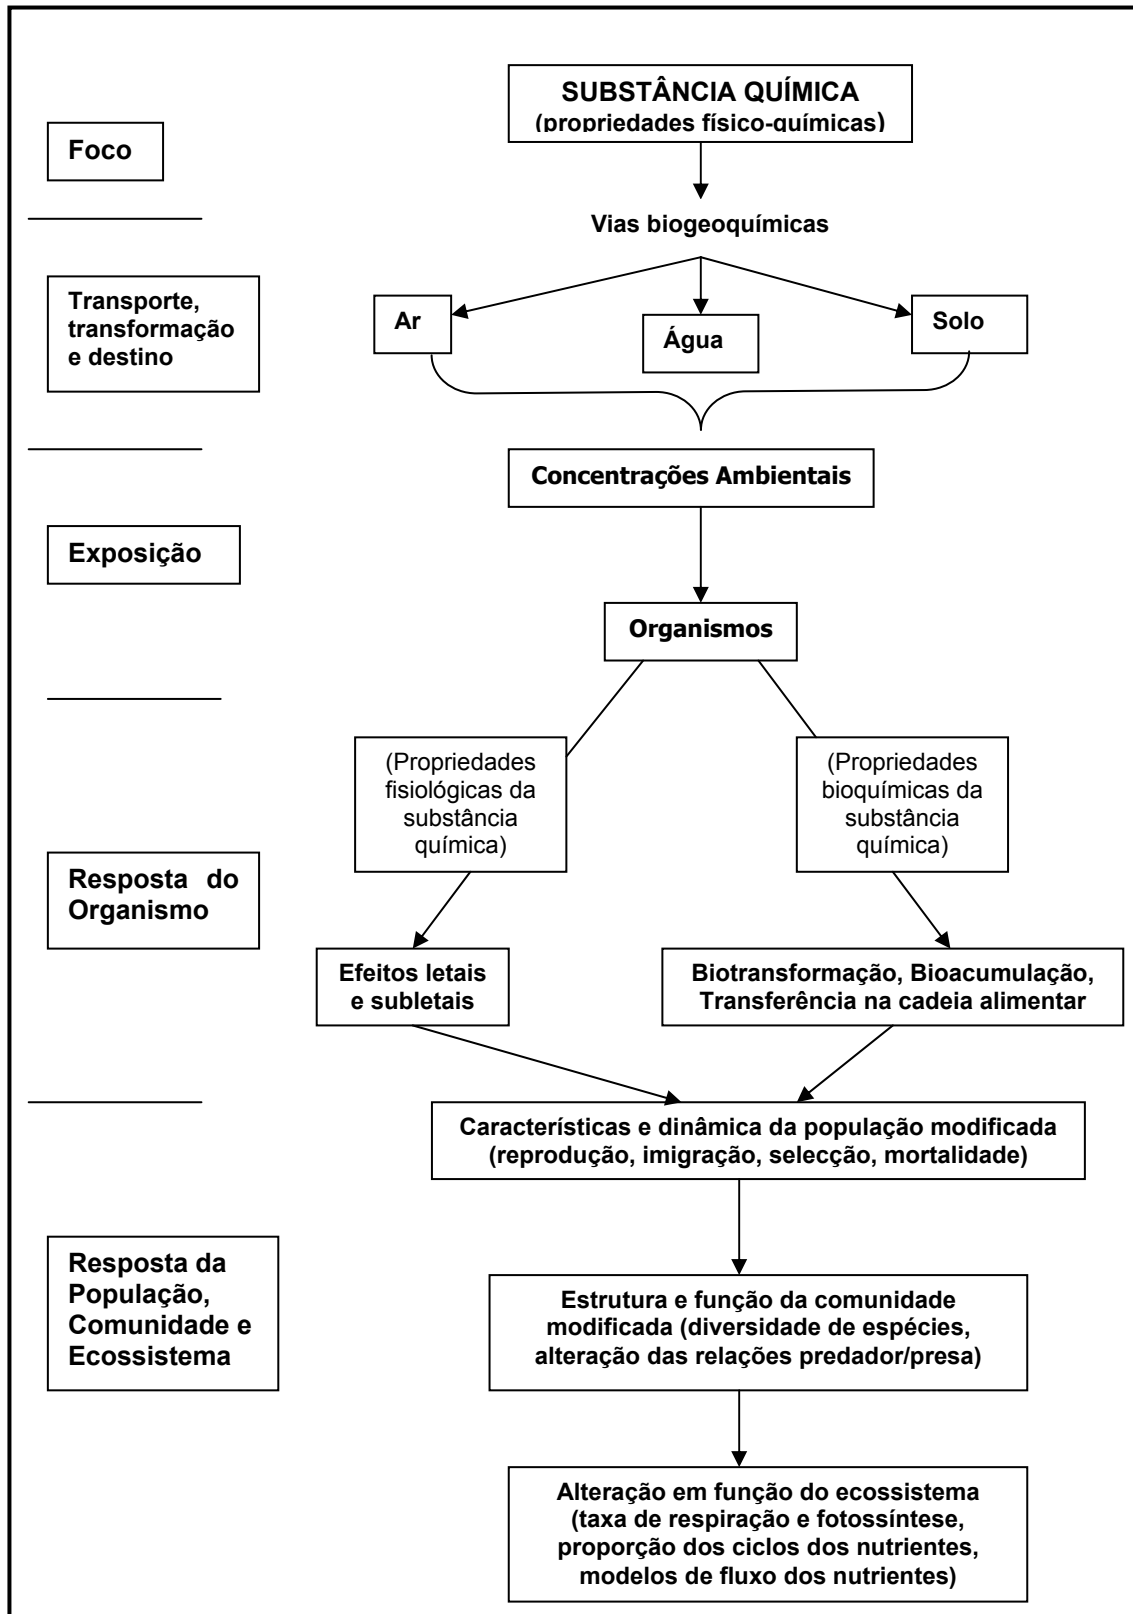 SUBSTÂNCIA QUÍMICA
(propriedades físico-químicas)
Foco
Vias biogeoquímicas
Transporte,
transformação
e destino
Ar
Água
Solo
Concentrações Ambientais
Exposição
Organismos
(Propriedades
fisiológicas da
substância
química)
(Propriedades
bioquímicas da
substância
química)
Resposta do
Organismo
Efeitos letais
e subletais
Biotransformação, Bioacumulação,
Transferência na cadeia alimentar
Características e dinâmica da população modificada
(reprodução, imigração, selecção, mortalidade)
Resposta da
População,
Comunidade e
Ecossistema
Estrutura e função da comunidade
modificada (diversidade de espécies,
alteração das relações predador/presa)
Alteração em função do ecossistema
(taxa de respiração e fotossíntese,
proporção dos ciclos dos nutrientes,
modelos de fluxo dos nutrientes)